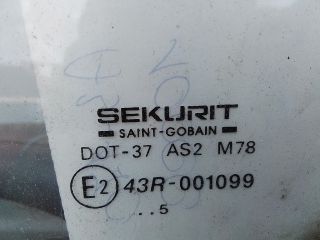 SEKURIT
SAINT-GOBAIN
DOT-37 AS2 M78
E2 43R-001099
..5